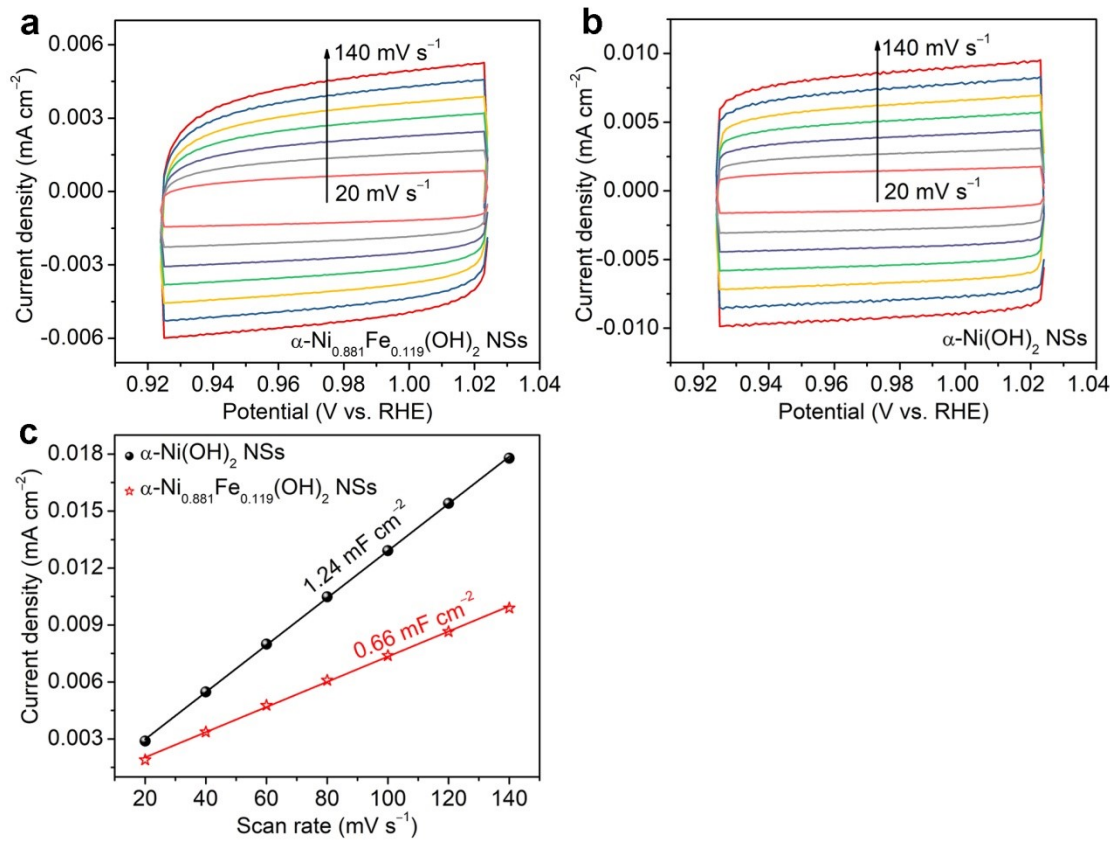 a
0.006
0.003
0.000
-0.003
-0.006
0.92 0.94 0.96 0.98 1.00 1.02 1.04
Current density (mA cm⁻²)
Potential (V vs. RHE)
140 mV s⁻¹
20 mV s⁻¹
α-Ni₀.₈₈₁Fe₀.₁₁₉(OH)₂ NSs
b
0.010
0.005
0.000
-0.005
-0.010
0.92 0.94 0.96 0.98 1.00 1.02 1.04
Current density (mA cm⁻²)
Potential (V vs. RHE)
140 mV s⁻¹
20 mV s⁻¹
α-Ni(OH)₂ NSs
c
0.018
0.015
0.012
0.009
0.006
0.003
20 40 60 80 100 120 140
Current density (mA cm⁻²)
Scan rate (mV s⁻¹)
α-Ni(OH)₂ NSs
α-Ni₀.₈₈₁Fe₀.₁₁₉(OH)₂ NSs
1.24 mF cm⁻²
0.66 mF cm⁻²